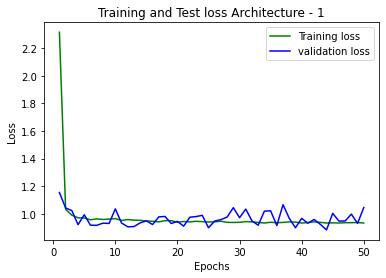 Training and Test loss Architecture - 1
Training loss
validation loss
Loss
2.2
2.0
1.8
1.6
1.4
1.2
1.0
0 10 20 30 40 50
Epochs